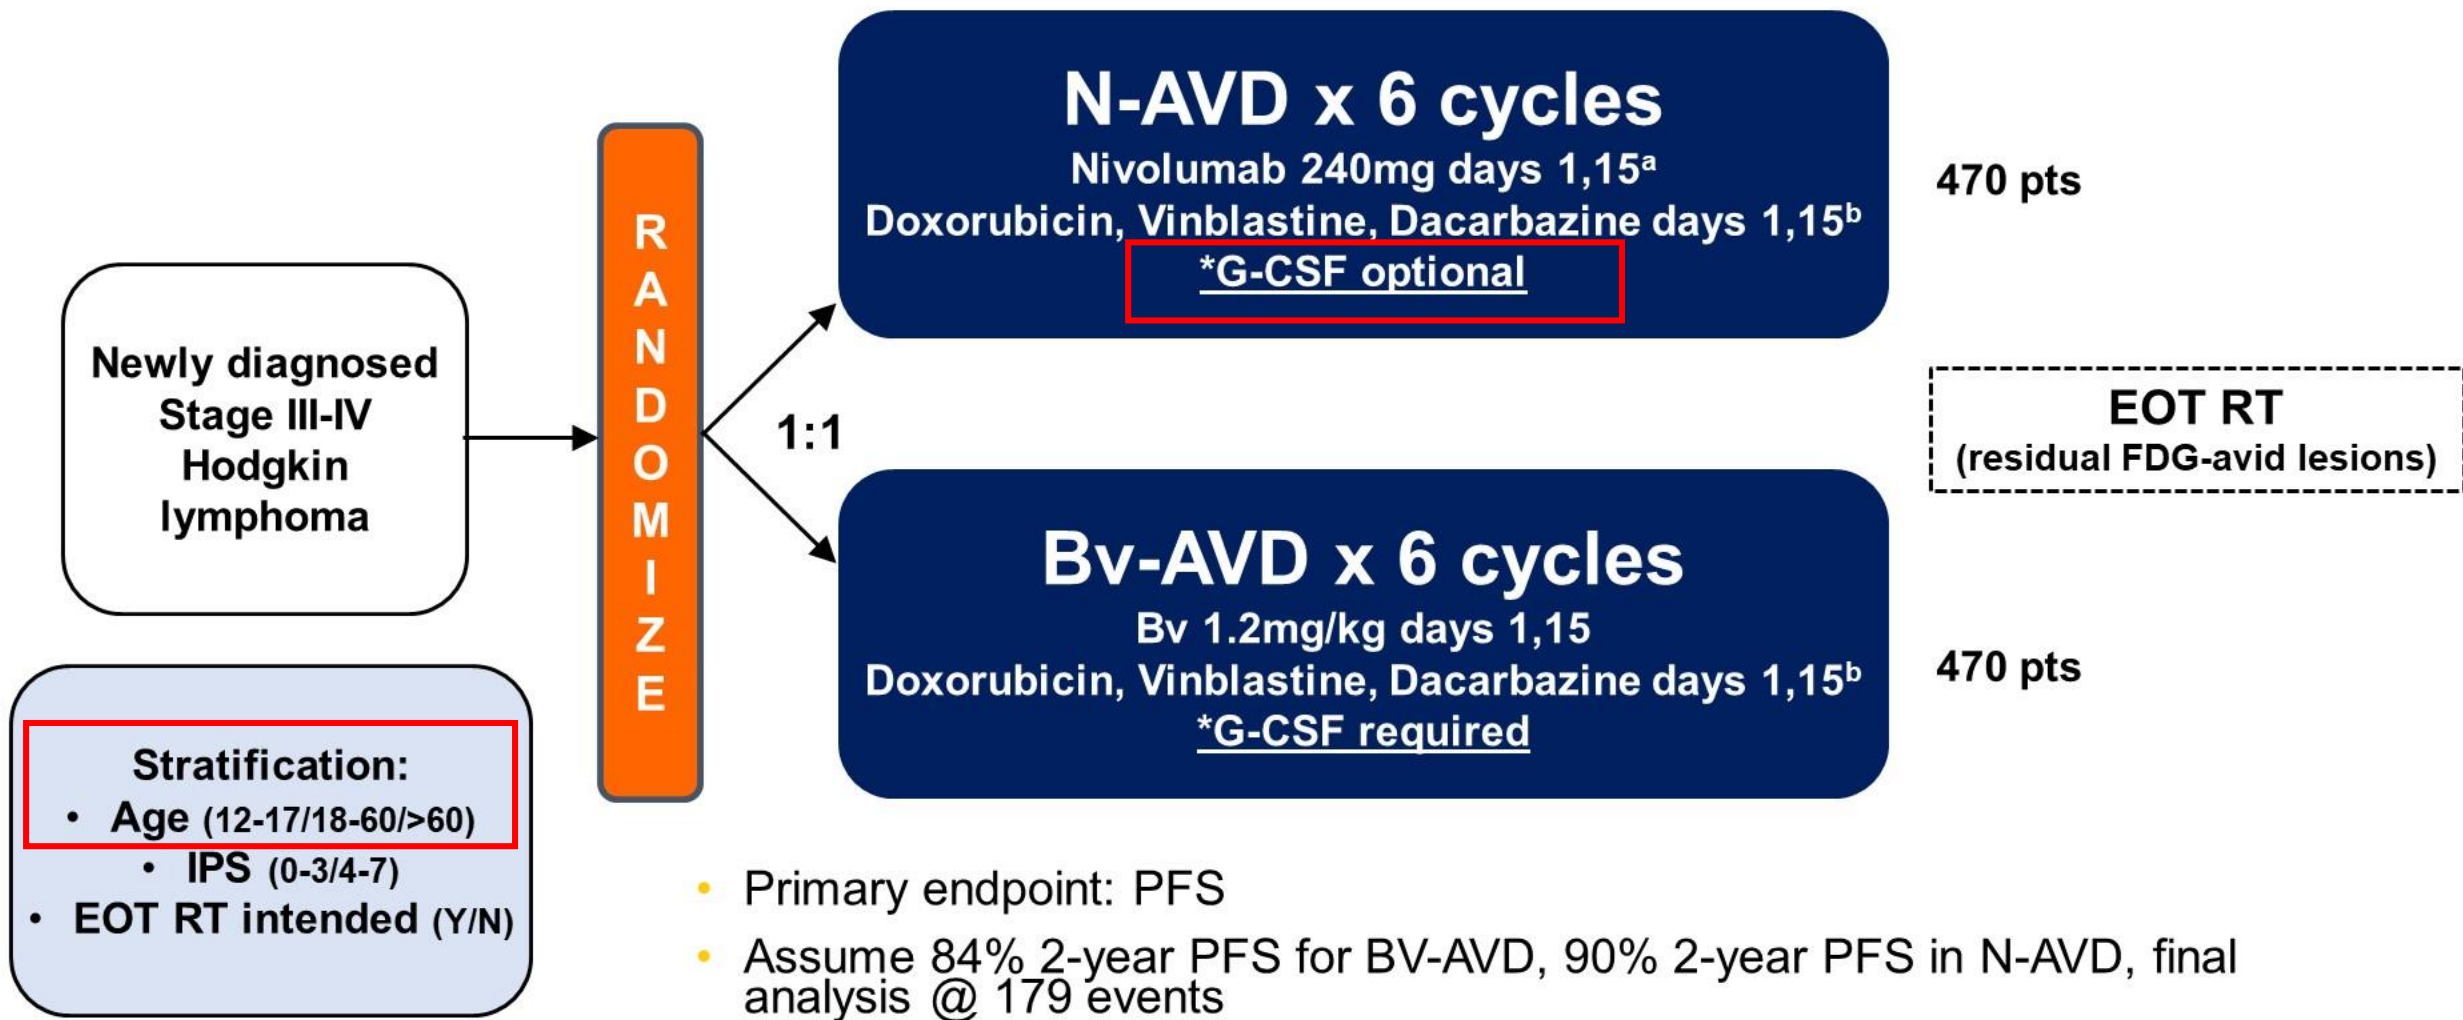 Newly diagnosed
Stage III-IV
Hodgkin
lymphoma
Stratification:
• Age (12-17/18-60/>60)
• IPS (0-3/4-7)
• EOT RT intended (Y/N)
RANDOMIZE
1:1
N-AVD x 6 cycles
Nivolumab 240mg days 1,15ᵃ
Doxorubicin, Vinblastine, Dacarbazine days 1,15ᵇ
*G-CSF optional
470 pts
Bv-AVD x 6 cycles
Bv 1.2mg/kg days 1,15
Doxorubicin, Vinblastine, Dacarbazine days 1,15ᵇ
*G-CSF required
470 pts
EOT RT
(residual FDG-avid lesions)
• Primary endpoint: PFS
• Assume 84% 2-year PFS for BV-AVD, 90% 2-year PFS in N-AVD, final
analysis @ 179 events